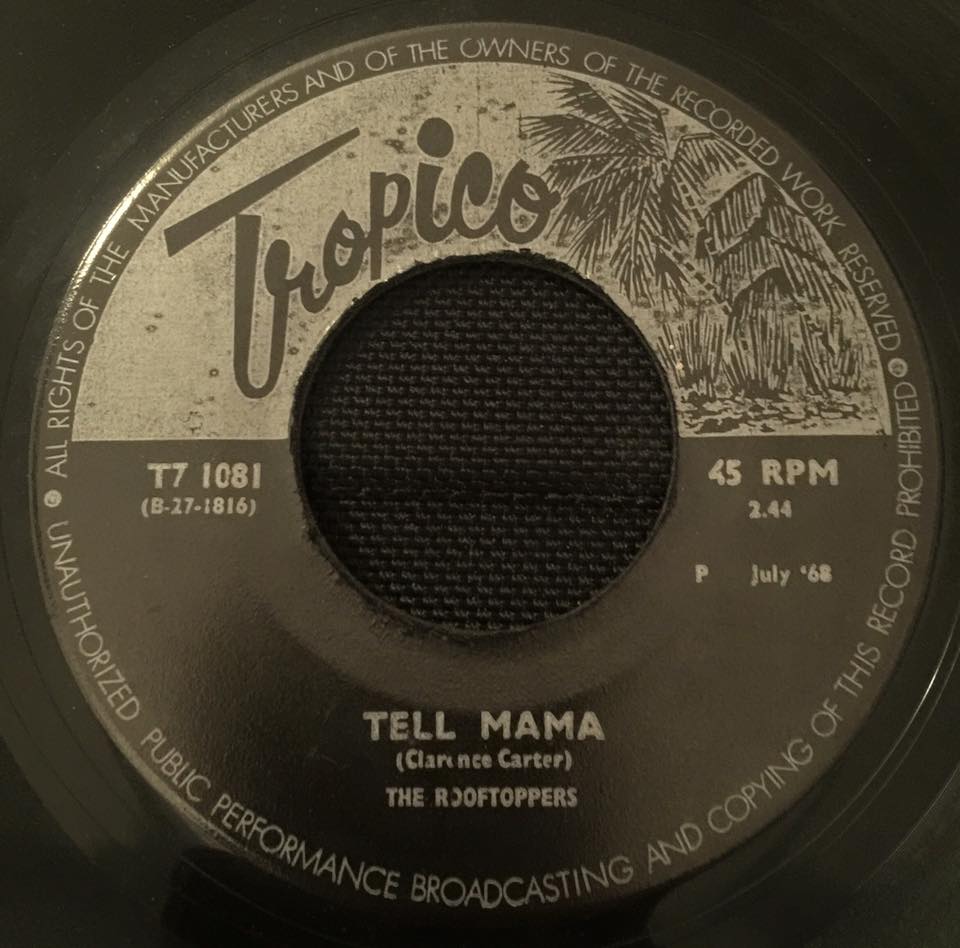 ALL RIGHTS OF THE MANUFACTURERS AND OF THE OWNERS OF THE RECORDED WORK RESERVED
Tropico
T7 1081
(B-27-1816)
45 RPM
2.44
P July '68
TELL MAMA
(Clarence Carter)
THE ROOFTOPPERS
UNAUTHORIZED PUBLIC PERFORMANCE BROADCASTING AND COPYING OF THIS RECORD PROHIBITED